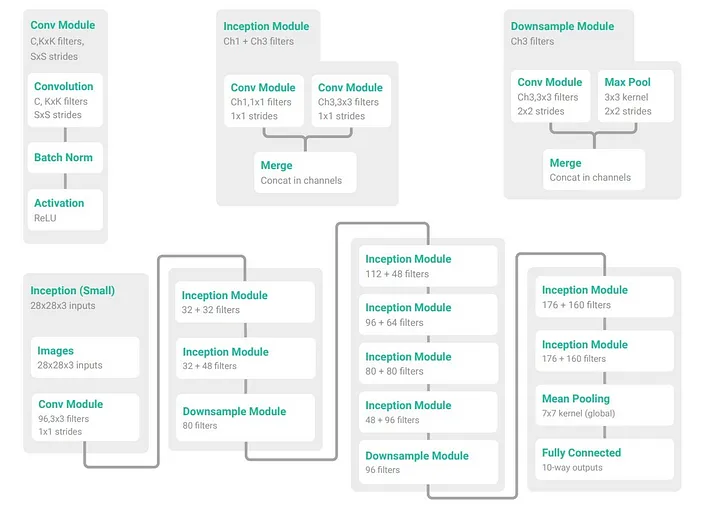 Conv Module
C,KxK filters,
SxS strides
Convolution
C, KxK filters
SxS strides
Batch Norm
Activation
ReLU
Inception Module
Ch1 + Ch3 filters
Conv Module
Ch1,1x1 filters
1x1 strides
Conv Module
Ch3,3x3 filters
1x1 strides
Merge
Concat in channels
Downsample Module
Ch3 filters
Conv Module
Ch3,3x3 filters
2x2 strides
Max Pool
3x3 kernel
2x2 strides
Merge
Concat in channels
Inception (Small)
28x28x3 inputs
Images
28x28x3 inputs
Conv Module
96,3x3 filters
1x1 strides
Inception Module
32 + 32 filters
Inception Module
32 + 48 filters
Downsample Module
80 filters
Inception Module
112 + 48 filters
Inception Module
96 + 64 filters
Inception Module
80 + 80 filters
Inception Module
48 + 96 filters
Downsample Module
96 filters
Inception Module
176 + 160 filters
Inception Module
176 + 160 filters
Mean Pooling
7x7 kernel (global)
Fully Connected
10-way outputs